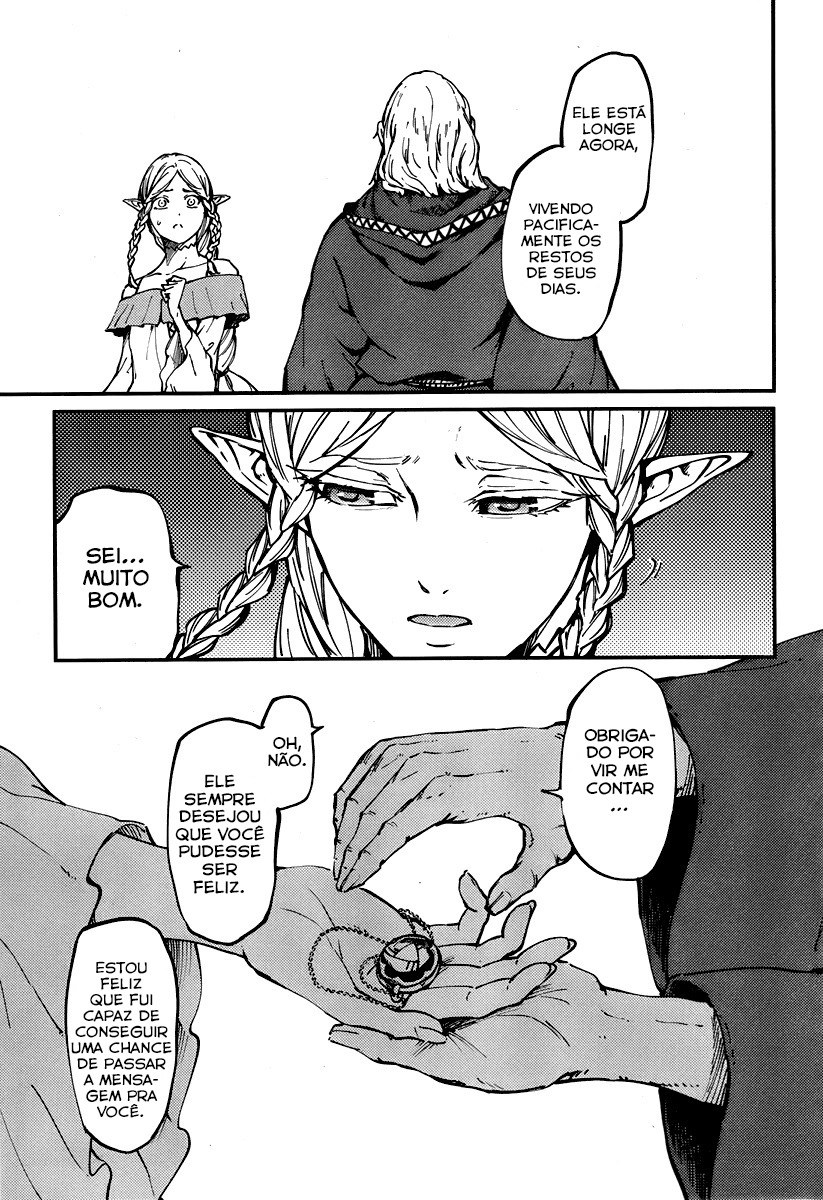 ELE ESTÁ
LONGE
AGORA,
VIVENDO
PACIFICA-
MENTE OS
RESTOS
DE SEUS
DIAS.
SEI...
MUITO
BOM.
OBRIGA-
DO POR
VIR ME
CONTAR
...
OH,
NÃO.
ELE
SEMPRE
DESEJOU
QUE VOCÊ
PUDESSE
SER
FELIZ.
ESTOU
FELIZ
QUE FUI
CAPAZ DE
CONSEGUIR
UMA CHANCE
DE PASSAR
A MENSA-
GEM PRA
VOCÊ.